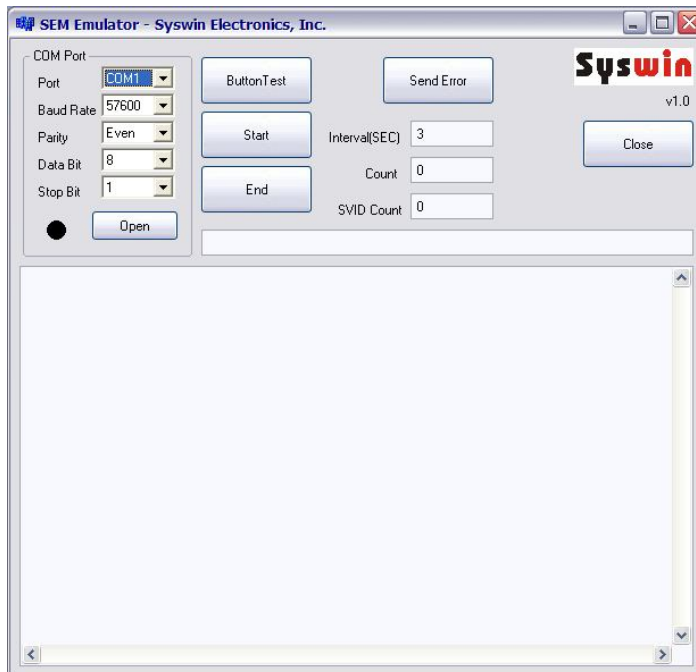 SEM Emulator - Syswin Electronics, Inc.
COM Port
Port COM1
Baud Rate 57600
Parity Even
Data Bit 8
Stop Bit 1
Open
ButtonTest
Start
End
Send Error
Interval(SEC) 3
Count 0
SVID Count 0
Syswin
v1.0
Close